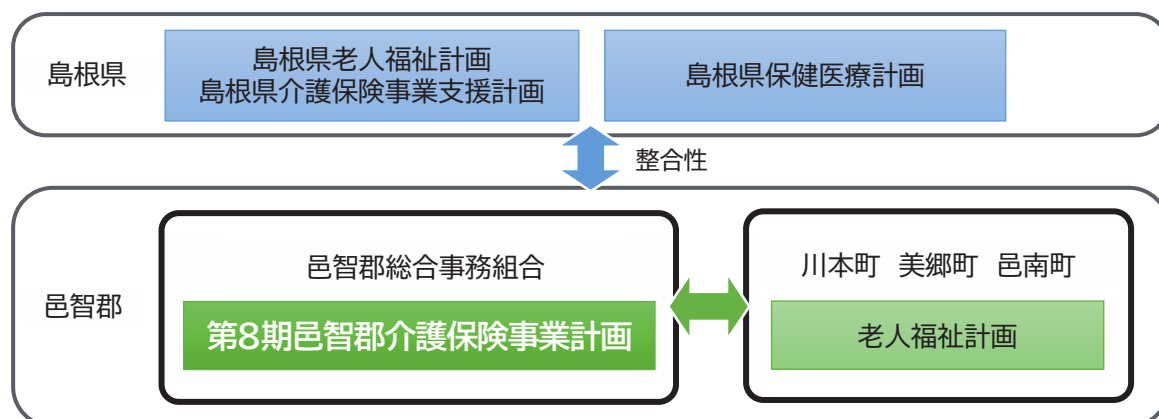 島根県
島根県老人福祉計画
島根県介護保険事業支援計画
島根県保健医療計画
整合性
邑智郡
邑智郡総合事務組合
第8期邑智郡介護保険事業計画
川本町 美郷町 邑南町
老人福祉計画